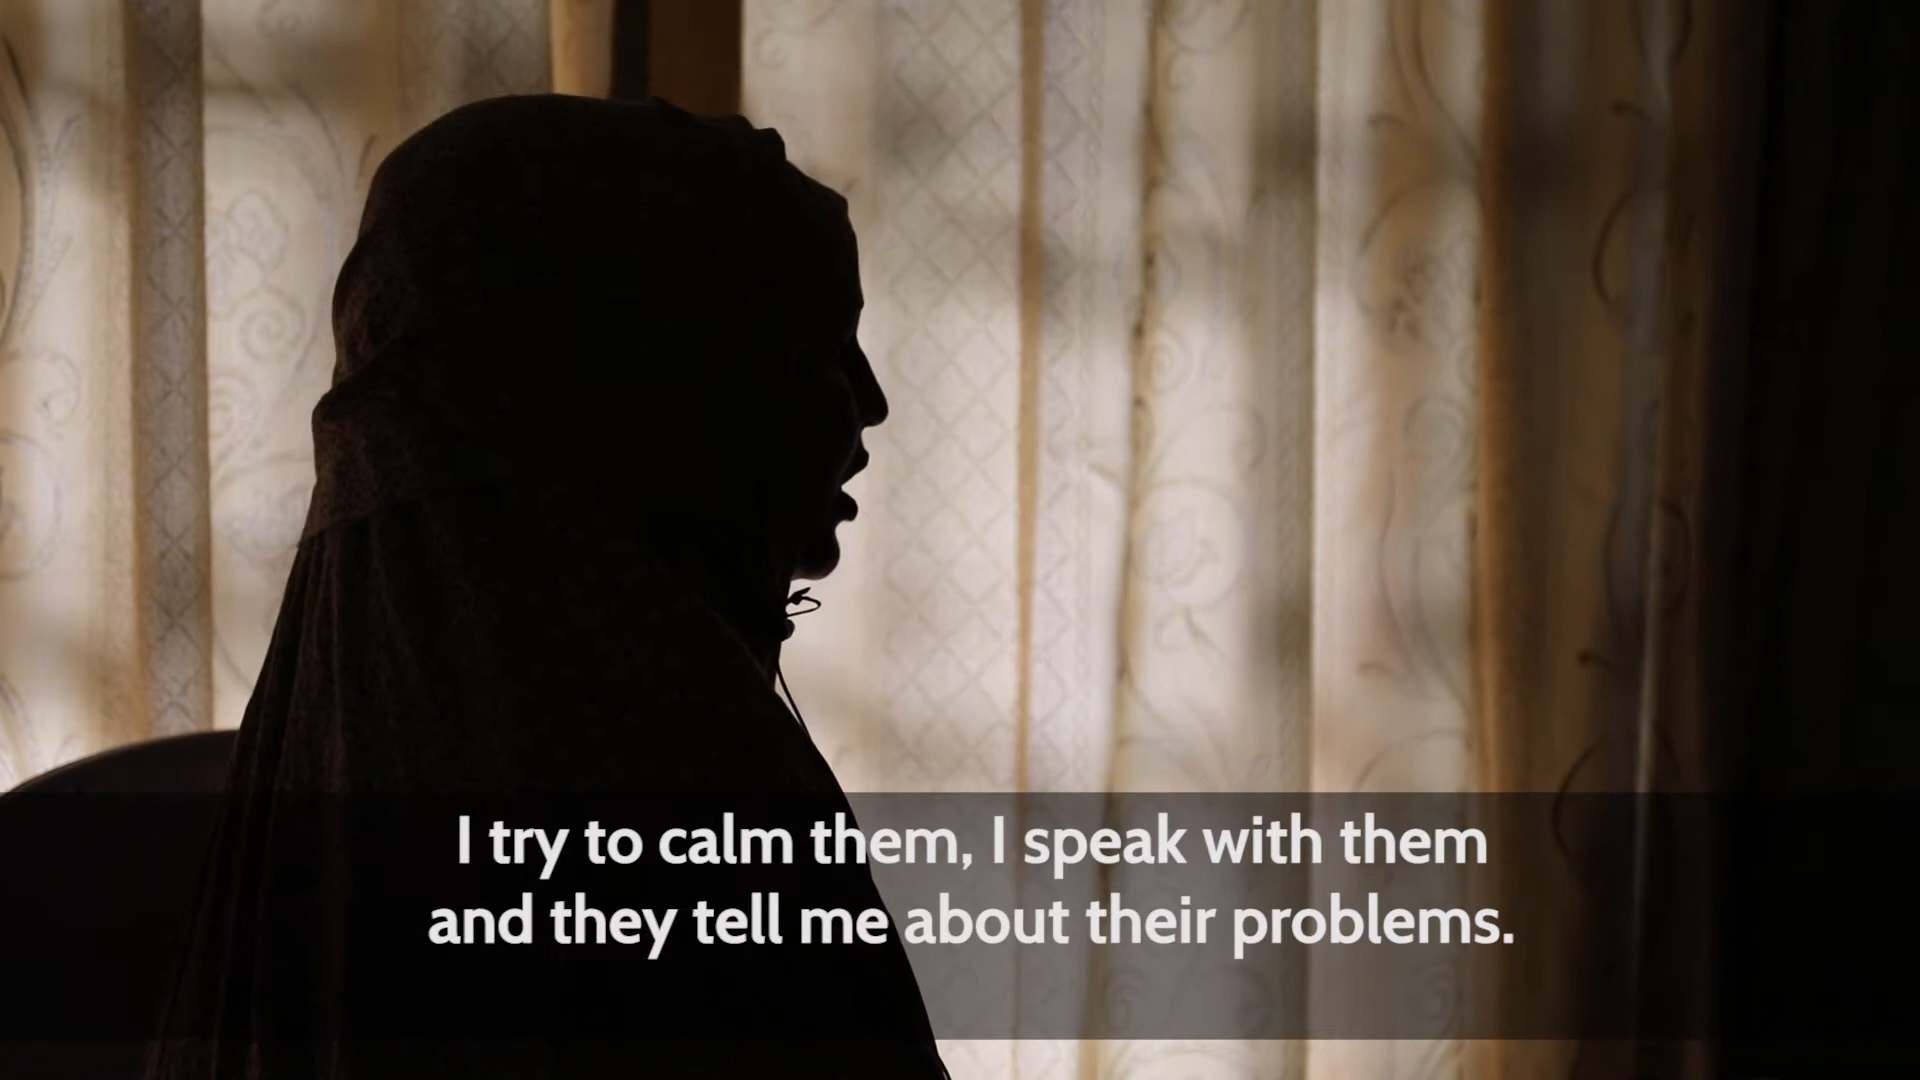 I try to calm them, I speak with them
and they tell me about their problems.